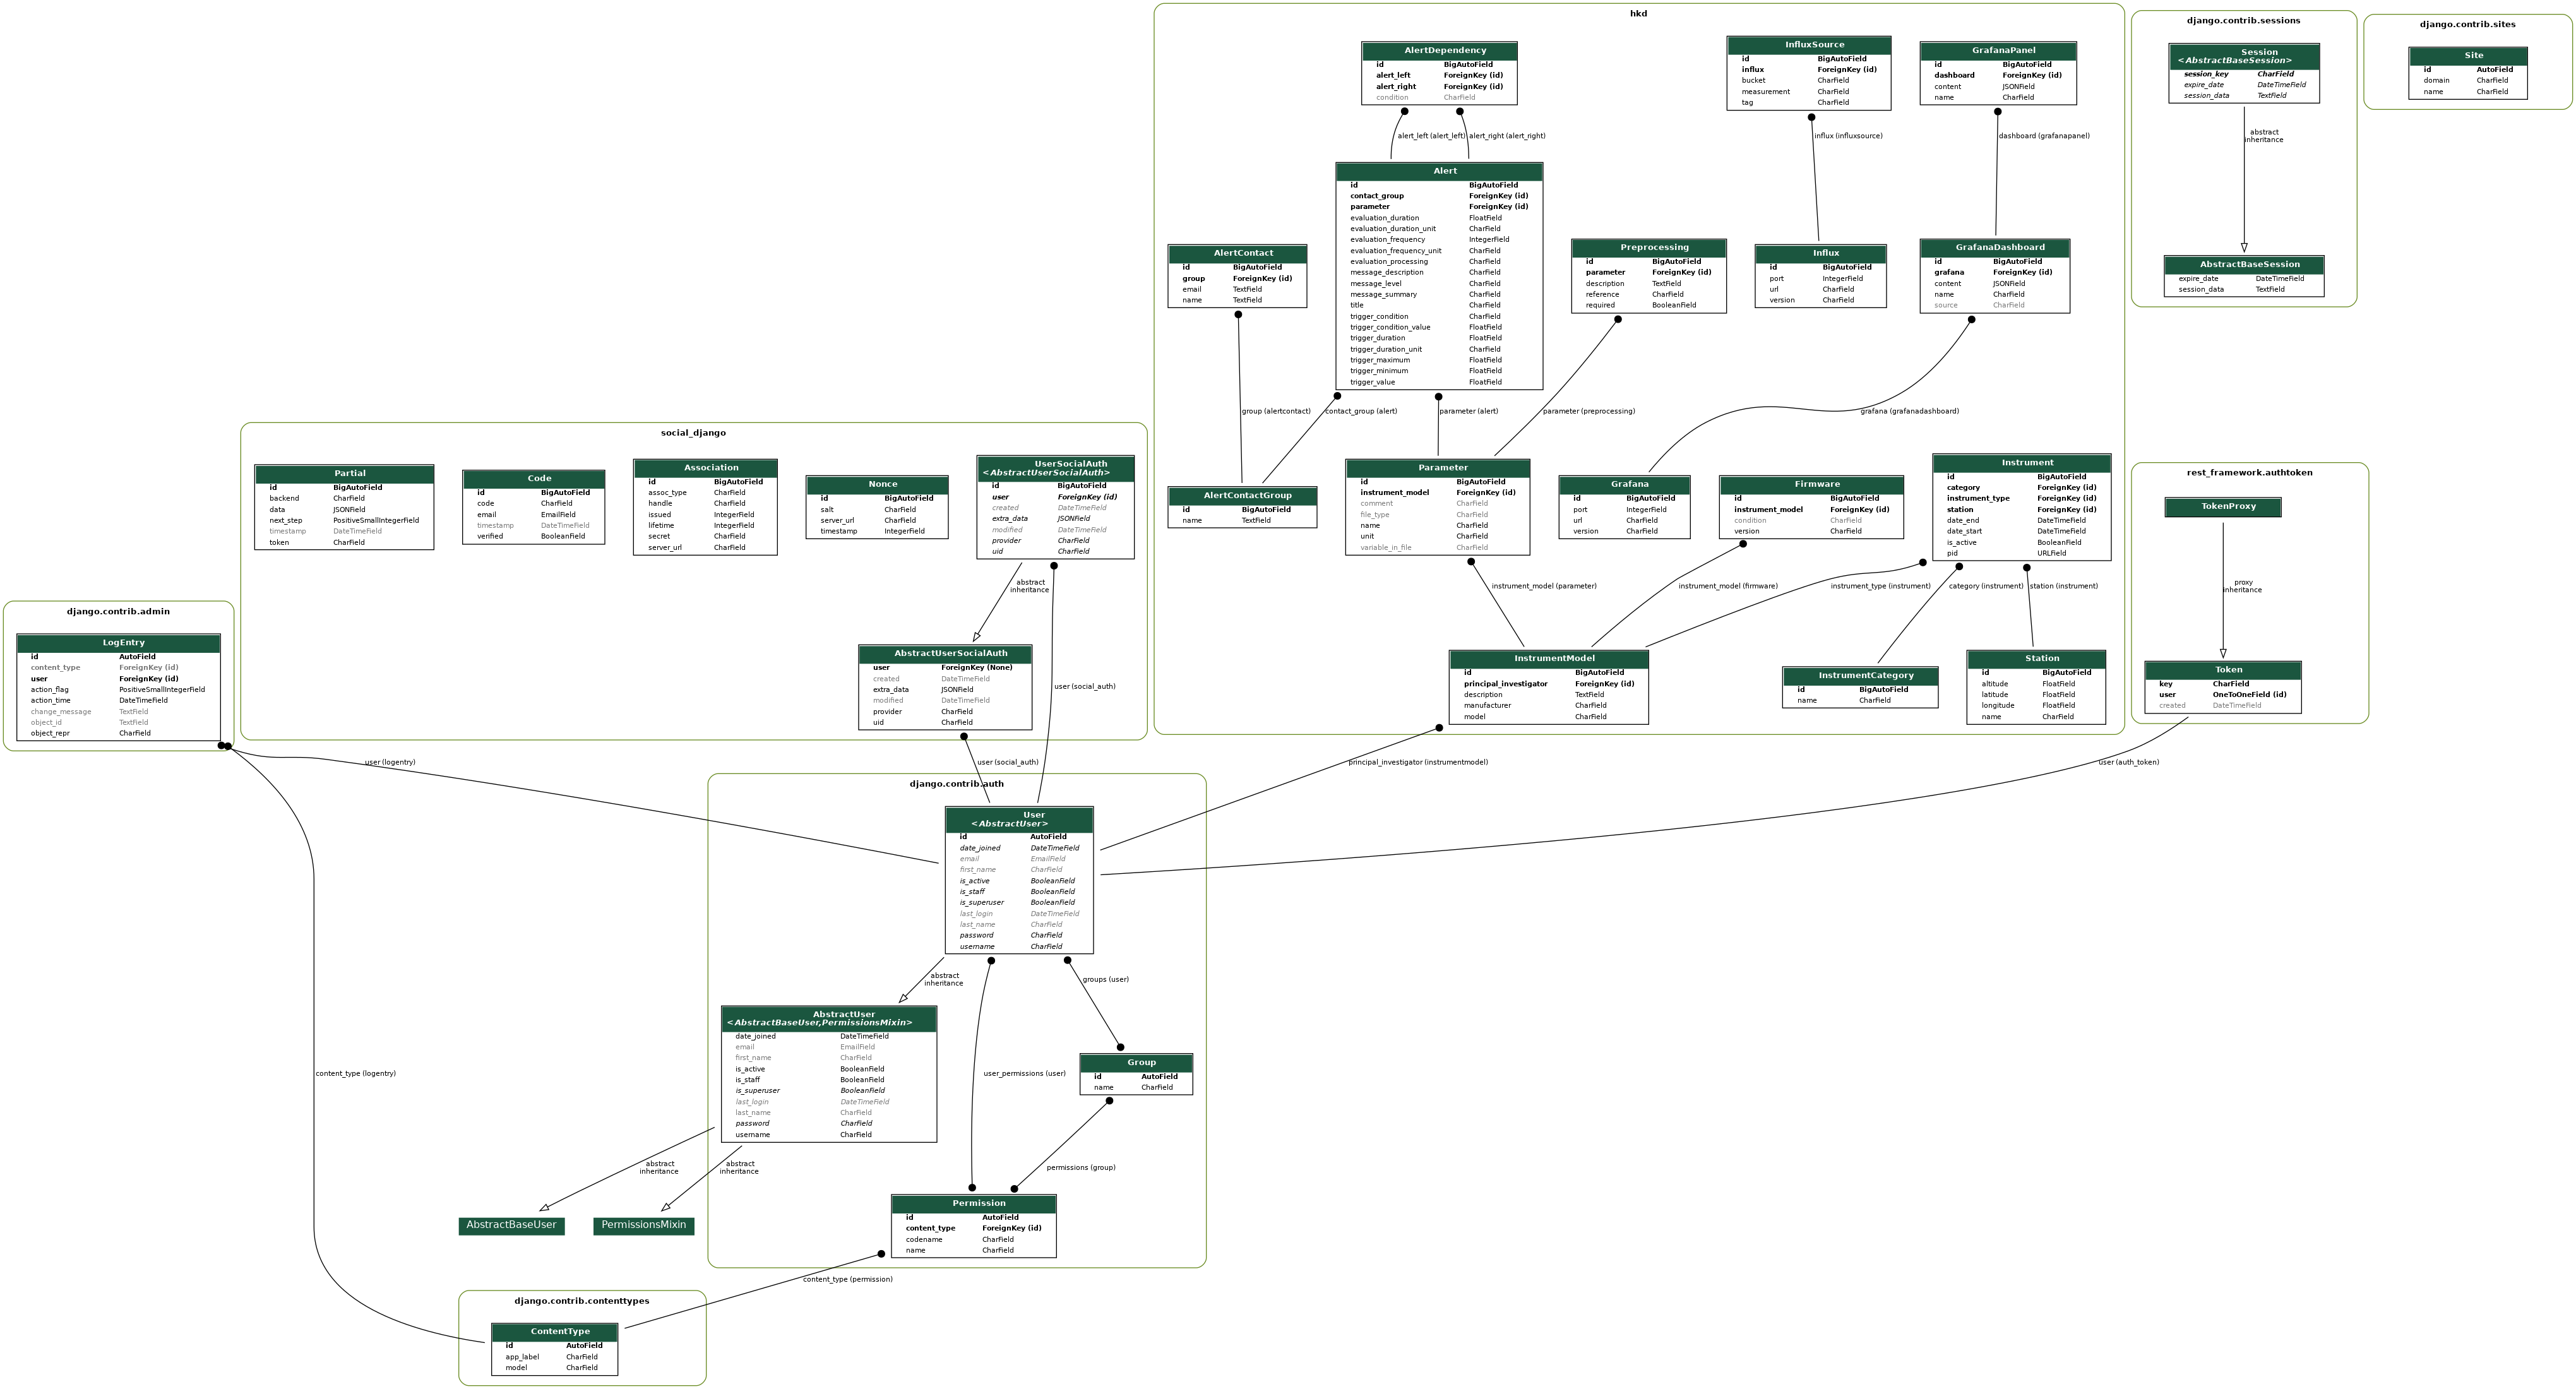 hkd
AlertDependency
id BigAutoField
alert_left ForeignKey (id)
alert_right ForeignKey (id)
condition CharField
InfluxSource
id BigAutoField
influx ForeignKey (id)
bucket CharField
measurement CharField
tag CharField
GrafanaPanel
id BigAutoField
dashboard ForeignKey (id)
content JSONField
name CharField
alert_left (alert_left)
alert_right (alert_right)
influx (influxsource)
dashboard (grafanapanel)
Alert
id BigAutoField
contact_group ForeignKey (id)
parameter ForeignKey (id)
evaluation_duration FloatField
evaluation_duration_unit CharField
evaluation_frequency IntegerField
evaluation_frequency_unit CharField
evaluation_processing CharField
message_description CharField
message_level CharField
message_summary CharField
title CharField
trigger_condition CharField
trigger_condition_value FloatField
trigger_duration FloatField
trigger_duration_unit CharField
trigger_maximum FloatField
trigger_minimum FloatField
trigger_value FloatField
AlertContact
id BigAutoField
group ForeignKey (id)
email TextField
name TextField
Preprocessing
id BigAutoField
parameter ForeignKey (id)
description TextField
reference CharField
required BooleanField
Influx
id BigAutoField
port IntegerField
url CharField
version CharField
GrafanaDashboard
id BigAutoField
grafana ForeignKey (id)
content JSONField
name CharField
source CharField
group (alertcontact)
contact_group (alert)
parameter (alert)
parameter (preprocessing)
grafana (grafanadashboard)
AlertContactGroup
id BigAutoField
name TextField
Parameter
id BigAutoField
instrument_model ForeignKey (id)
comment CharField
file_type CharField
name CharField
unit CharField
variable_in_file CharField
Grafana
id BigAutoField
port IntegerField
url CharField
version CharField
Firmware
id BigAutoField
instrument_model ForeignKey (id)
condition CharField
version CharField
Instrument
id BigAutoField
category ForeignKey (id)
instrument_type ForeignKey (id)
station ForeignKey (id)
date_end DateTimeField
date_start DateTimeField
is_active BooleanField
pid URLField
instrument_model (parameter)
instrument_model (firmware)
instrument_type (instrument)
category (instrument)
station (instrument)
InstrumentModel
id BigAutoField
principal_investigator ForeignKey (id)
description TextField
manufacturer CharField
model CharField
InstrumentCategory
id BigAutoField
name CharField
Station
id BigAutoField
altitude FloatField
latitude FloatField
longitude FloatField
name CharField
principal_investigator (instrumentmodel)
django.contrib.sessions
Session
<AbstractBaseSession>
session_key CharField
expire_date DateTimeField
session_data TextField
abstract
inheritance
AbstractBaseSession
expire_date DateTimeField
session_data TextField
django.contrib.sites
Site
id AutoField
domain CharField
name CharField
rest_framework.authtoken
TokenProxy
proxy
inheritance
Token
key CharField
user OneToOneField (id)
created DateTimeField
user (auth_token)
social_django
Partial
id BigAutoField
backend CharField
data JSONField
next_step PositiveSmallIntegerField
timestamp DateTimeField
token CharField
Code
id BigAutoField
code CharField
email EmailField
timestamp DateTimeField
verified BooleanField
Association
id BigAutoField
assoc_type CharField
handle CharField
issued IntegerField
lifetime IntegerField
secret CharField
server_url CharField
Nonce
id BigAutoField
salt CharField
server_url CharField
timestamp IntegerField
UserSocialAuth
<AbstractUserSocialAuth>
id BigAutoField
user ForeignKey (id)
created DateTimeField
extra_data JSONField
modified DateTimeField
provider CharField
uid CharField
abstract
inheritance
AbstractUserSocialAuth
user ForeignKey (None)
created DateTimeField
extra_data JSONField
modified DateTimeField
provider CharField
uid CharField
user (social_auth)
user (social_auth)
django.contrib.admin
LogEntry
id AutoField
content_type ForeignKey (id)
user ForeignKey (id)
action_flag PositiveSmallIntegerField
action_time DateTimeField
change_message TextField
object_id TextField
object_repr CharField
user (logentry)
content_type (logentry)
django.contrib.auth
User
<AbstractUser>
id AutoField
date_joined DateTimeField
email EmailField
first_name CharField
is_active BooleanField
is_staff BooleanField
is_superuser BooleanField
last_login DateTimeField
last_name CharField
password CharField
username CharField
abstract
inheritance
groups (user)
AbstractUser
<AbstractBaseUser,PermissionsMixin>
date_joined DateTimeField
email EmailField
first_name CharField
is_active BooleanField
is_staff BooleanField
is_superuser BooleanField
last_login DateTimeField
last_name CharField
password CharField
username CharField
user_permissions (user)
Group
id AutoField
name CharField
permissions (group)
abstract
inheritance
abstract
inheritance
AbstractBaseUser
PermissionsMixin
Permission
id AutoField
content_type ForeignKey (id)
codename CharField
name CharField
content_type (permission)
django.contrib.contenttypes
ContentType
id AutoField
app_label CharField
model CharField